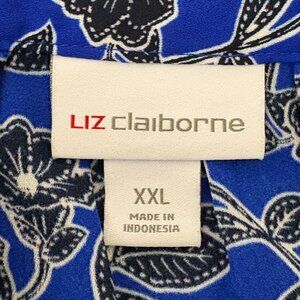 LIZ claiborne
XXL
MADE IN
INDONESIA